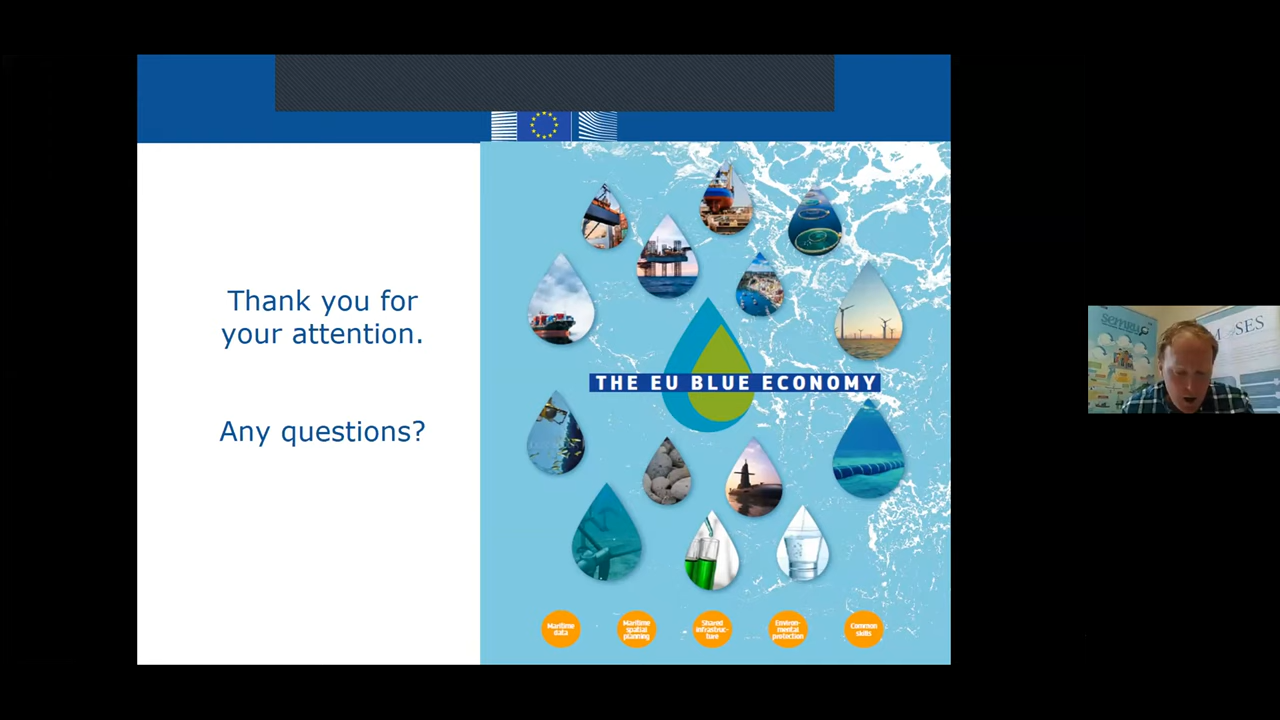 Thank you for
your attention.
Any questions?
THE EU BLUE ECONOMY
Maritime
data
Maritime
spatial
planning
Shared
infrastruc-
ture
Environ-
mental
protection
Common
skills